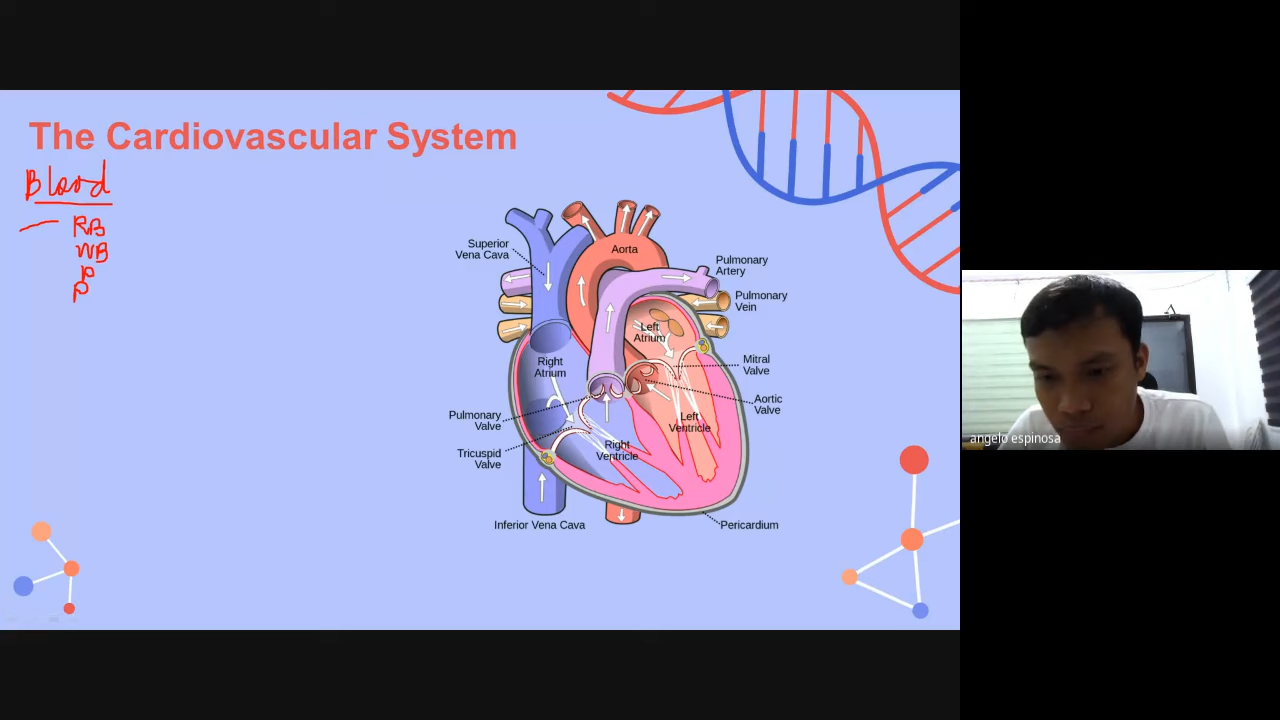 The Cardiovascular System
Blood
RB
WB
P
P
Superior
Vena Cava
Aorta
Pulmonary
Artery
Pulmonary
Vein
Left
Atrium
Right
Atrium
Mitral
Valve
Aortic
Valve
Pulmonary
Valve
Left
Ventricle
Right
Ventricle
Tricuspid
Valve
Inferior Vena Cava
Pericardium
angelo espinosa